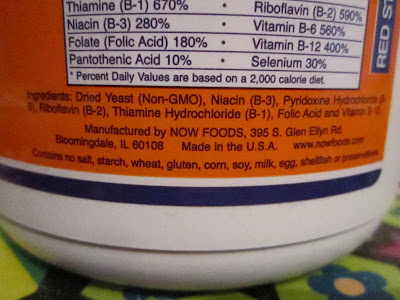 Thiamine (B-1) 670% • Riboflavin (B-2) 590%
Niacin (B-3) 280% • Vitamin B-6 560%
Folate (Folic Acid) 180% • Vitamin B-12 400%
Pantothenic Acid 10% • Selenium 30%
* Percent Daily Values are based on a 2,000 calorie diet.
RED ST
Ingredients: Dried Yeast (Non-GMO), Niacin (B-3), Pyridoxine Hydrochloride (B-
6), Riboflavin (B-2), Thiamine Hydrochloride (B-1), Folic Acid and Vitamin B-12.
Manufactured by NOW FOODS, 395 S. Glen Ellyn Rd.
Bloomingdale, IL 60108 Made in the U.S.A. www.nowfoods.com
Contains no salt, starch, wheat, gluten, corn, soy, milk, egg, shellfish or preservatives.